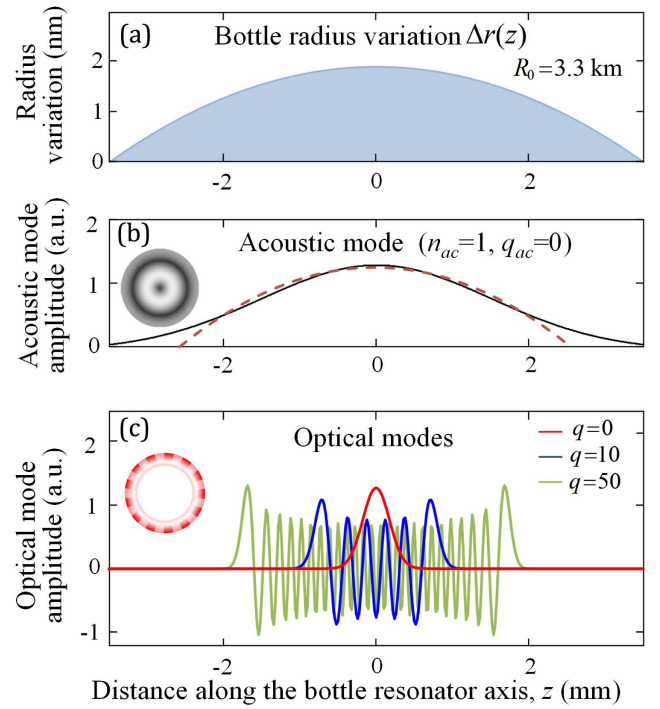 (a) Bottle radius variation Δr(z)
R₀=3.3 km
Radius
variation (nm)
2
1
0
-2 0 2
(b) Acoustic mode (n_ac=1, q_ac=0)
Acoustic mode
amplitude (a.u.)
2
1
0
-2 0 2
(c) Optical modes
q=0
q=10
q=50
Optical mode
amplitude (a.u.)
2
1
0
-1
-2 0 2
Distance along the bottle resonator axis, z (mm)